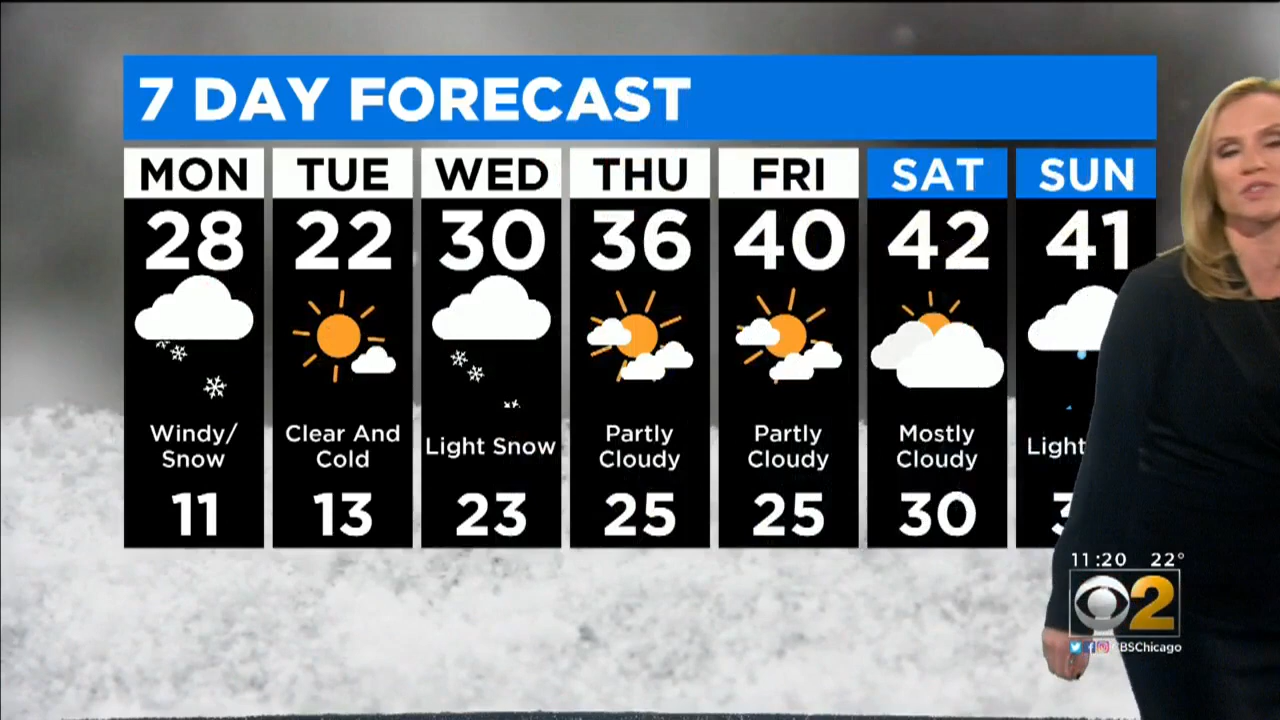 7 DAY FORECAST
MON TUE WED THU FRI SAT SUN
28 22 30 36 40 42 41
Windy/ Snow
Clear And Cold
Light Snow
Partly Cloudy
Partly Cloudy
Mostly Cloudy
Light
11 13 23 25 25 30
11:20 22°
2
BSChicago